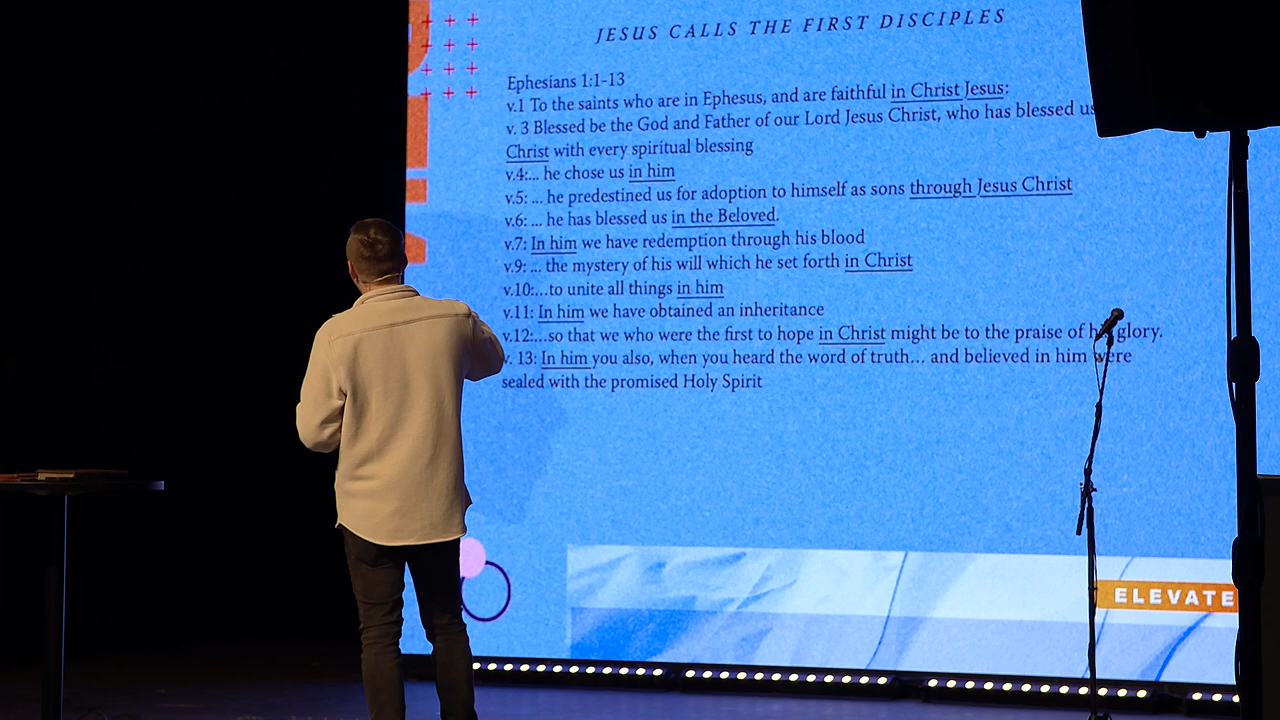 JESUS CALLS THE FIRST DISCIPLES
Ephesians 1:1-13
v.1 To the saints who are in Ephesus, and are faithful in Christ Jesus:
v. 3 Blessed be the God and Father of our Lord Jesus Christ, who has blessed us
Christ with every spiritual blessing
v.4:... he chose us in him
v.5: ... he predestined us for adoption to himself as sons through Jesus Christ
v.6: ... he has blessed us in the Beloved.
v.7: In him we have redemption through his blood
v.9: ... the mystery of his will which he set forth in Christ
v.10:...to unite all things in him
v.11: In him we have obtained an inheritance
v.12:...so that we who were the first to hope in Christ might be to the praise of his glory.
v. 13: In him you also, when you heard the word of truth... and believed in him were
sealed with the promised Holy Spirit
ELEVATE